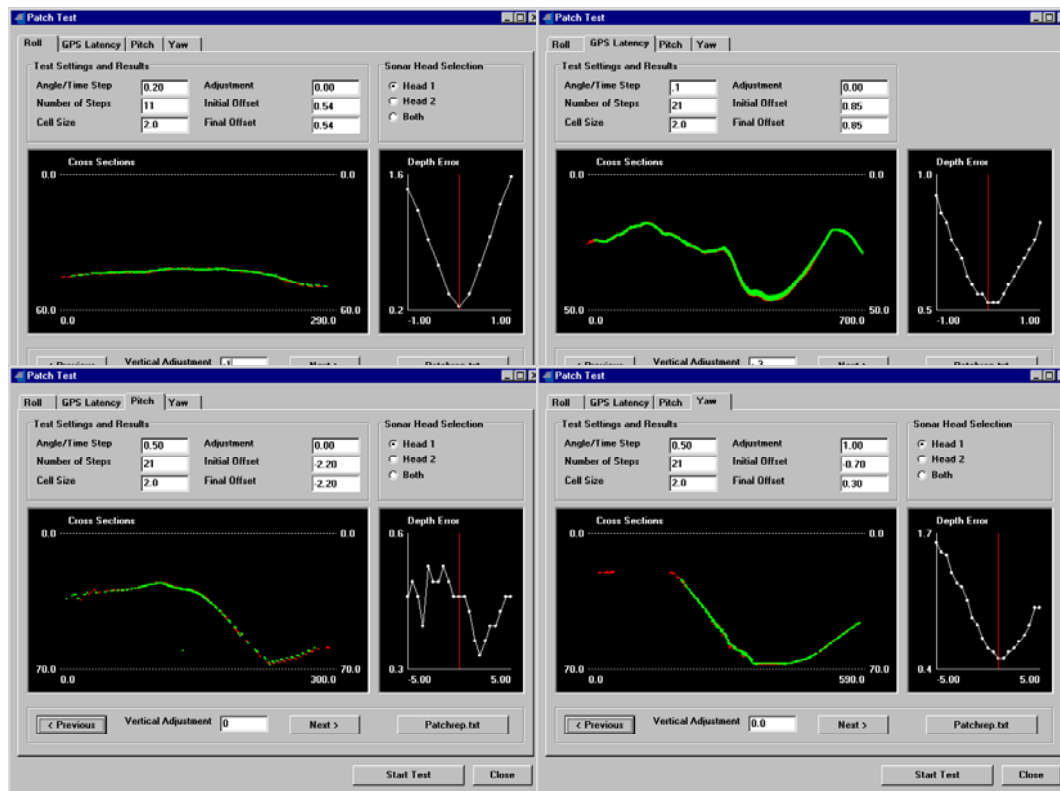 Patch Test
Roll GPS Latency Pitch Yaw
Test Settings and Results
Angle/Time Step 0.20 Adjustment 0.00
Number of Steps 11 Initial Offset 0.54
Cell Size 2.0 Final Offset 0.54
Sonar Head Selection
Head 1
Head 2
Both
Cross Sections
0.0 0.0
60.0 60.0
0.0 290.0
Depth Error
1.6
0.2
-1.00 1.00
< Previous Vertical Adjustment Next > Patchrep.txt
Patch Test
Roll GPS Latency Pitch Yaw
Test Settings and Results
Angle/Time Step .1 Adjustment 0.00
Number of Steps 21 Initial Offset 0.85
Cell Size 2.0 Final Offset 0.85
Cross Sections
0.0 0.0
50.0 50.0
0.0 700.0
Depth Error
1.0
0.5
-1.00 1.00
< Previous Vertical Adjustment Next > Patchrep.txt
Patch Test
Roll GPS Latency Pitch Yaw
Test Settings and Results
Angle/Time Step 0.50 Adjustment 0.00
Number of Steps 21 Initial Offset -2.20
Cell Size 2.0 Final Offset -2.20
Sonar Head Selection
Head 1
Head 2
Both
Cross Sections
0.0 0.0
70.0 70.0
0.0 300.0
Depth Error
0.6
0.3
-5.00 5.00
< Previous Vertical Adjustment 0 Next >
Patchrep.txt
Start Test Close
Patch Test
Roll GPS Latency Pitch Yaw
Test Settings and Results
Angle/Time Step 0.50 Adjustment 1.00
Number of Steps 21 Initial Offset -0.70
Cell Size 2.0 Final Offset 0.30
Sonar Head Selection
Head 1
Head 2
Both
Cross Sections
0.0 0.0
70.0 70.0
0.0 590.0
Depth Error
1.7
0.4
-5.00 5.00
< Previous Vertical Adjustment 0.0 Next >
Patchrep.txt
Start Test Close